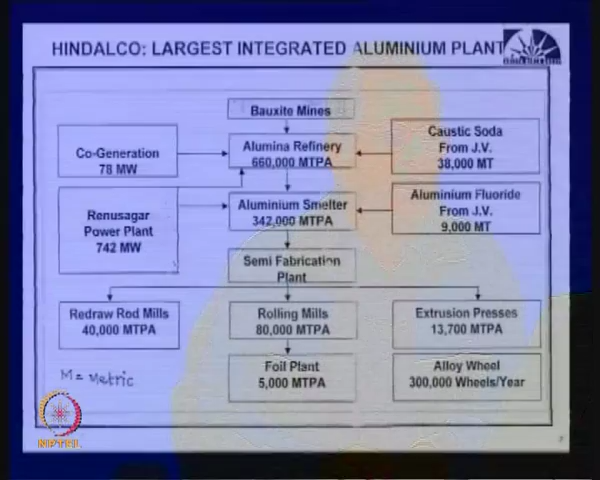 HINDALCO: LARGEST INTEGRATED ALUMINIUM PLANT
Bauxite Mines
Co-Generation
78 MW
Alumina Refinery
660,000 MTPA
Caustic Soda
From J.V.
38,000 MT
Renusagar
Power Plant
742 MW
Aluminium Smelter
342,000 MTPA
Aluminium Fluoride
From J.V.
9,000 MT
Semi Fabrication
Plant
Redraw Rod Mills
40,000 MTPA
Rolling Mills
80,000 MTPA
Extrusion Presses
13,700 MTPA
Foil Plant
5,000 MTPA
Alloy Wheel
300,000 Wheels/Year
M = Metric
NPTEL